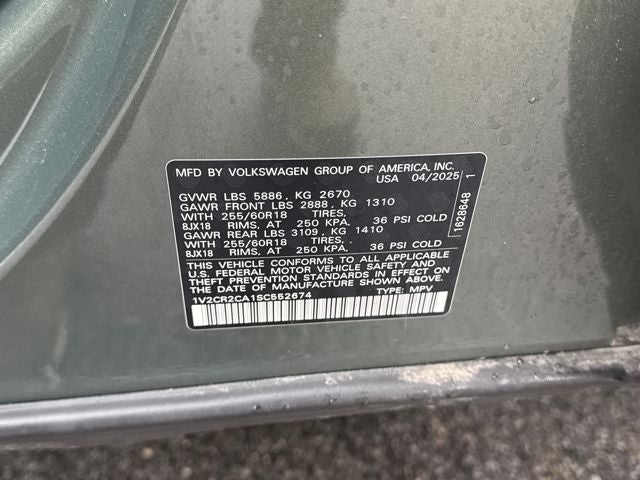 MFD BY VOLKSWAGEN GROUP OF AMERICA, INC.
USA 04/2025
GVWR LBS 5886, KG 2670
GAWR FRONT LBS 2888, KG 1310
WITH 255/60R18 TIRES,
8JX18 RIMS, AT 250 KPA, 36 PSI COLD
GAWR REAR LBS 3109, KG 1410
WITH 255/60R18 TIRES,
8JX18 RIMS, AT 250 KPA, 36 PSI COLD
THIS VEHICLE CONFORMS TO ALL APPLICABLE
U.S. FEDERAL MOTOR VEHICLE SAFETY AND
THEFT PREVENTION STANDARDS IN EFFECT ON
THE DATE OF MANUFACTURE SHOWN ABOVE.
1V2CR2CA1SC552674 TYPE: MPV
1628648 1